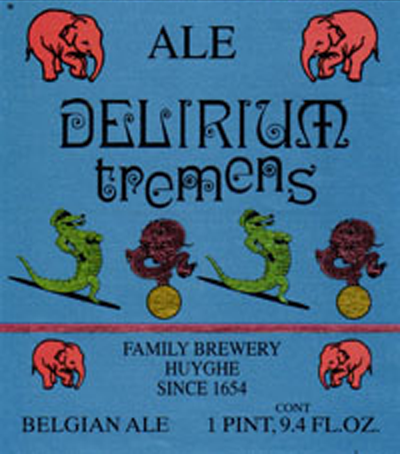 ALE
DELIRIUM
tremens
FAMILY BREWERY
HUYGHE
SINCE 1654
CONT
BELGIAN ALE 1 PINT, 9.4 FL.OZ.